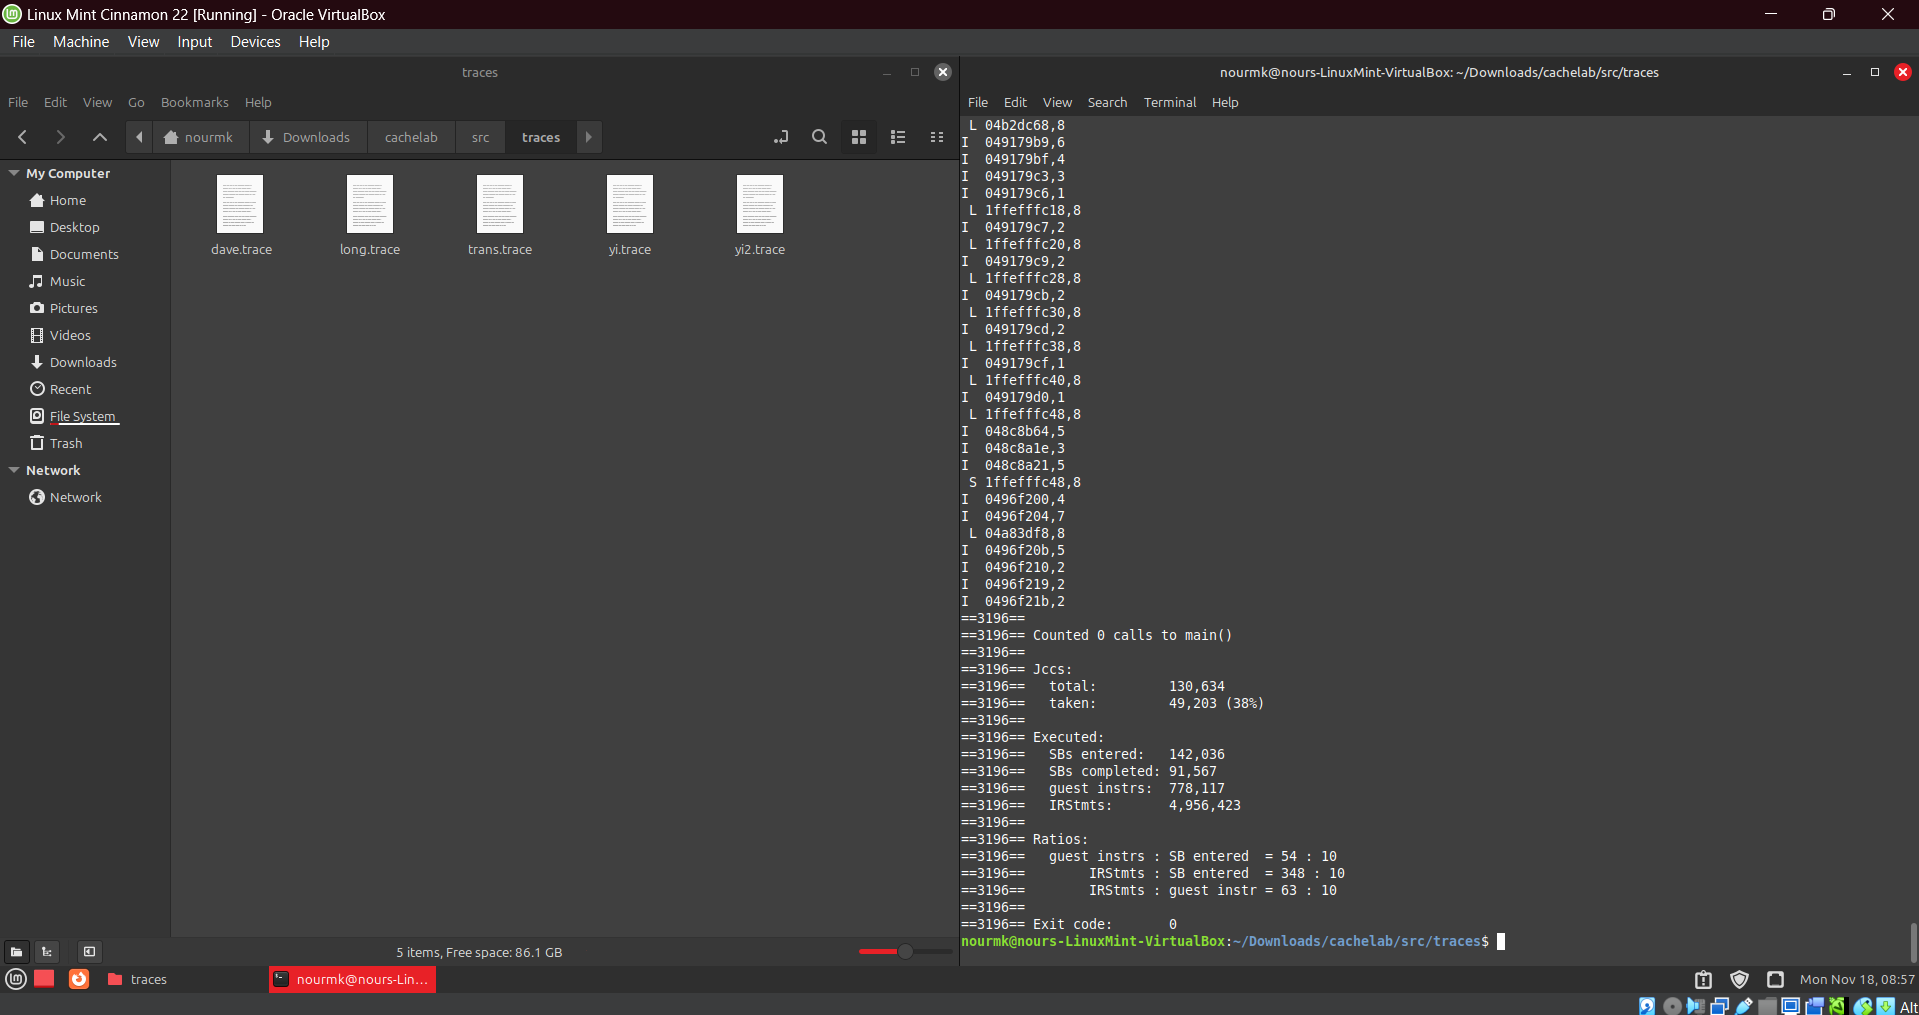 Linux Mint Cinnamon 22 [Running] - Oracle VirtualBox
File Machine View Input Devices Help
traces
File Edit View Go Bookmarks Help
nourmk Downloads cachelab src traces
My Computer
Home
Desktop
Documents
Music
Pictures
Videos
Downloads
Recent
File System
Trash
Network
Network
dave.trace long.trace trans.trace yi.trace yi2.trace
5 items, Free space: 86.1 GB
nourmk@nours-LinuxMint-VirtualBox: ~/Downloads/cachelab/src/traces
File Edit View Search Terminal Help
 L 04b2dc68,8
I  049179b9,6
I  049179bf,4
I  049179c3,3
I  049179c6,1
 L 1ffefffc18,8
I  049179c7,2
 L 1ffefffc20,8
I  049179c9,2
 L 1ffefffc28,8
I  049179cb,2
 L 1ffefffc30,8
I  049179cd,2
 L 1ffefffc38,8
I  049179cf,1
 L 1ffefffc40,8
I  049179d0,1
 L 1ffefffc48,8
I  048c8b64,5
I  048c8a1e,3
I  048c8a21,5
 S 1ffefffc48,8
I  0496f200,4
I  0496f204,7
 L 04a83df8,8
I  0496f20b,5
I  0496f210,2
I  0496f219,2
I  0496f21b,2
==3196==
==3196== Counted 0 calls to main()
==3196==
==3196== Jccs:
==3196==   total:         130,634
==3196==   taken:         49,203 (38%)
==3196==
==3196== Executed:
==3196==   SBs entered:   142,036
==3196==   SBs completed: 91,567
==3196==   guest instrs:  778,117
==3196==   IRStmts:       4,956,423
==3196==
==3196== Ratios:
==3196==   guest instrs : SB entered  = 54 : 10
==3196==        IRStmts : SB entered  = 348 : 10
==3196==        IRStmts : guest instr = 63 : 10
==3196==
==3196== Exit code:       0
nourmk@nours-LinuxMint-VirtualBox:~/Downloads/cachelab/src/traces$
traces
nourmk@nours-Lin...
Mon Nov 18, 08:57
Alt